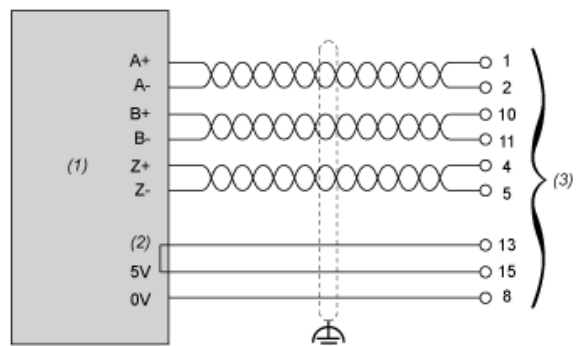 A+ 1
A- 2
B+ 10
B- 11
(1) Z+ 4 (3)
Z- 5
(2) 13
5V 15
0V 8